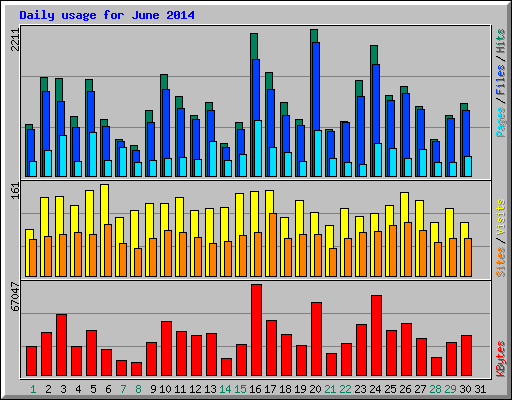 Daily usage for June 2014
2211
Pages / Files / Hits
161
Sites / Visits
67047
KBytes
1 2 3 4 5 6 7 8 9 10 11 12 13 14 15 16 17 18 19 20 21 22 23 24 25 26 27 28 29 30 31